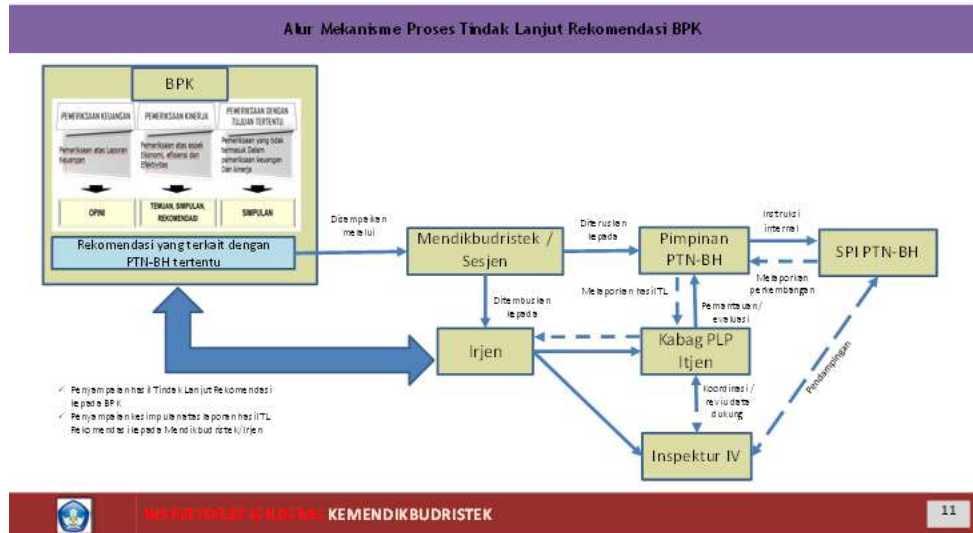 Alur Mekanisme Proses Tindak Lanjut Rekomendasi BPK
BPK
PEMERIKSAAN KEUANGAN
PEMERIKSAAN KINERJA
PEMERIKSAAN DENGAN
TUJUAN TERTENTU
Pemeriksaan atas Laporan
Keuangan
Pemeriksaan atas aspek
Ekonomi, efisiensi dan
Efektivitas
Pemeriksaan yang tidak
termasuk Dalam
pemeriksaan keuangan
Dan kinerja
OPINI
TEMUAN, SIMPULAN,
REKOMENDASI
SIMPULAN
Rekomendasi yang terkait dengan
PTN-BH tertentu
Disampaikan
melalui
Mendikbudristek /
Sesjen
Diteruskan
kepada
Pimpinan
PTN-BH
Instruksi
internal
SPI PTN-BH
Melaporkan
perkembangan
Melaporkan hasil TL
Pemantauan/
evaluasi
Ditembuskan
kepada
Irjen
Kabag PLP
Itjen
Pendampingan
Koordinasi /
reviu data
dukung
Inspektur IV
✓ Penyampaian hasil Tindak Lanjut Rekomendasi
kepada BPK
✓ Penyampaian kesimpulan atas laporan hasil TL
Rekomendasi kepada Mendikbudristek/Irjen
INSPEKTORAT JENDERAL KEMENDIKBUDRISTEK
11